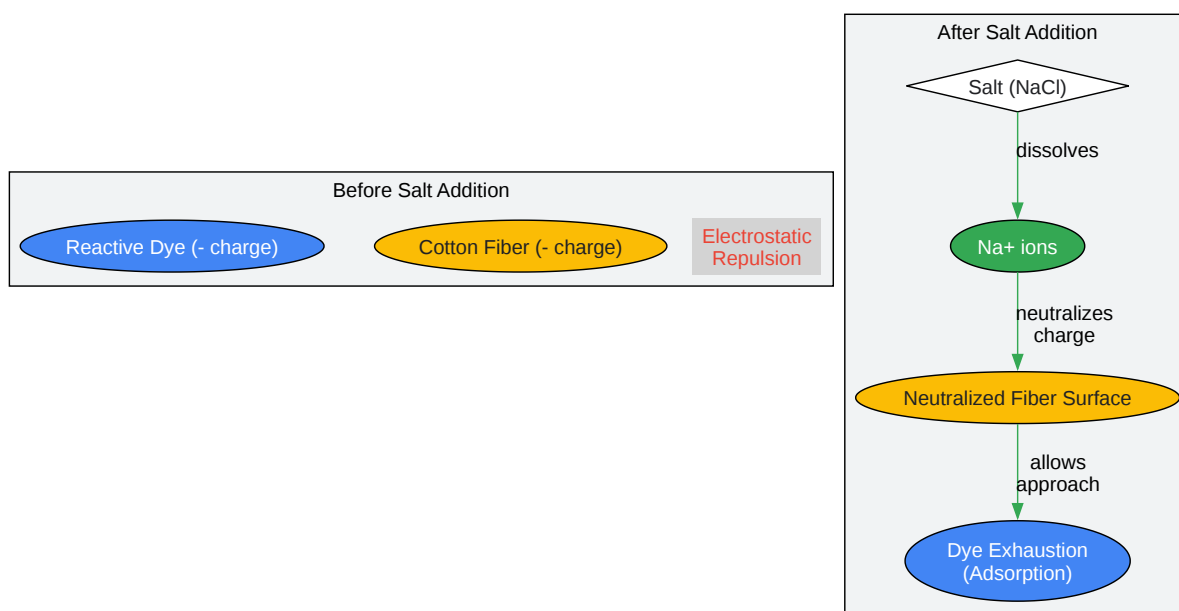 Before Salt Addition
Reactive Dye (- charge)
Cotton Fiber (- charge)
Electrostatic
Repulsion
After Salt Addition
Salt (NaCl)
dissolves
Na+ ions
neutralizes
charge
Neutralized Fiber Surface
allows
approach
Dye Exhaustion
(Adsorption)